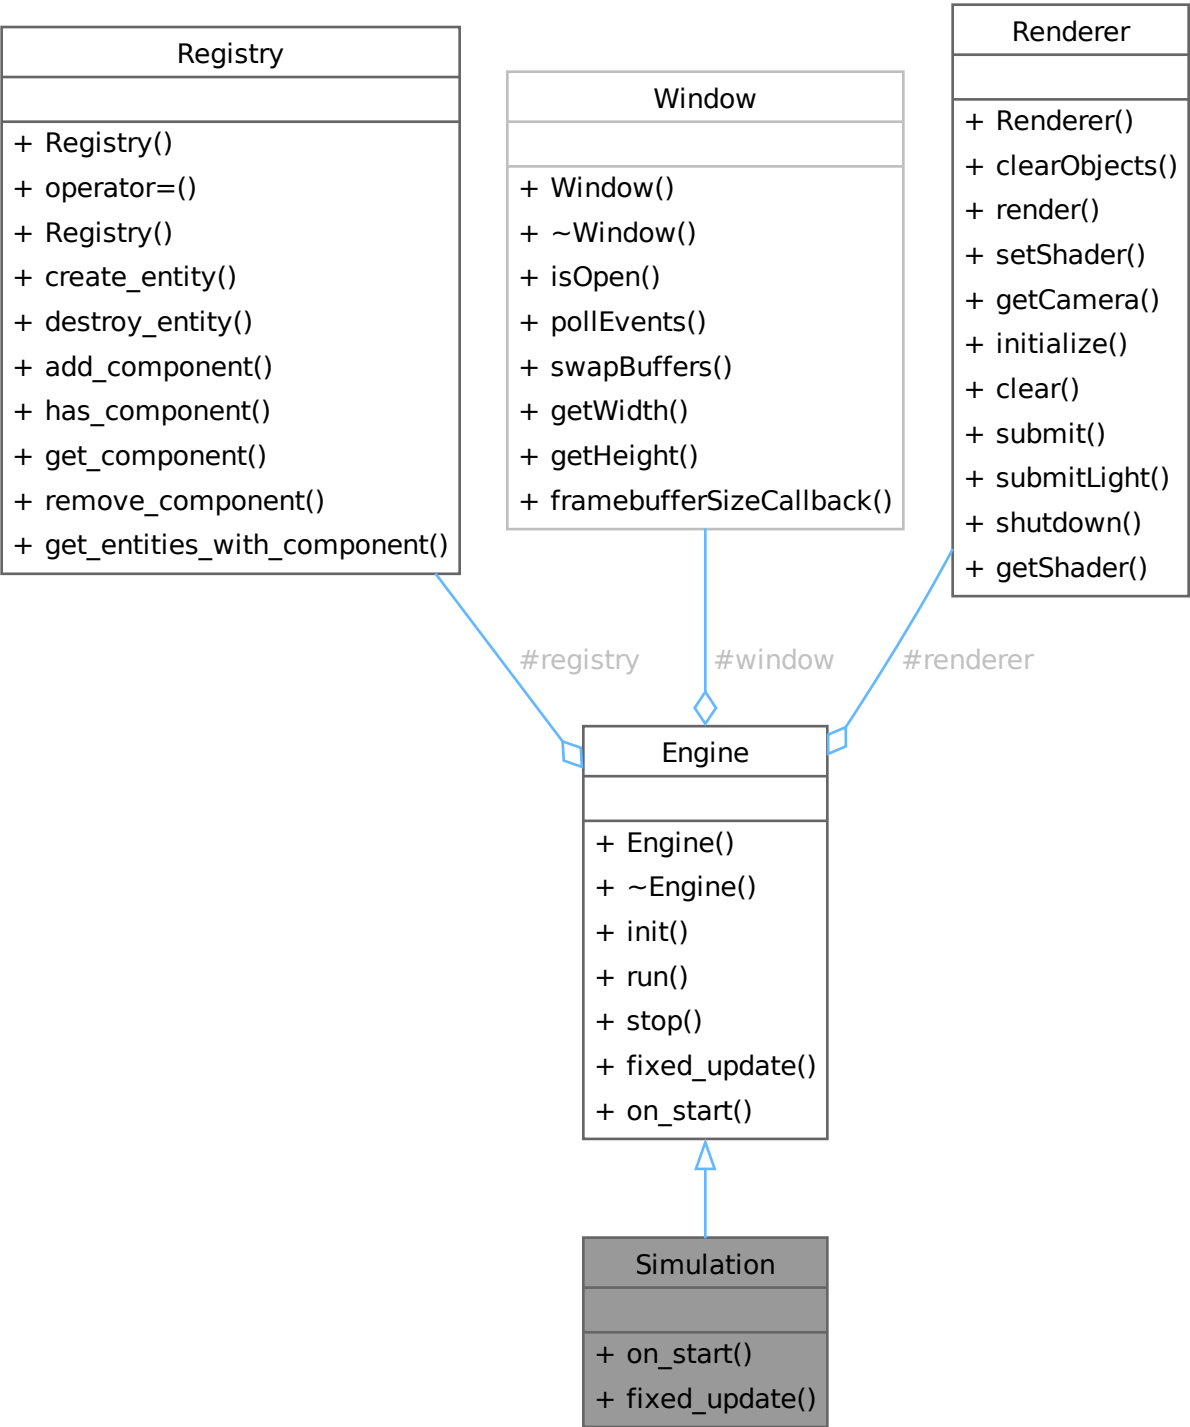 Registry
+ Registry()
+ operator=()
+ Registry()
+ create_entity()
+ destroy_entity()
+ add_component()
+ has_component()
+ get_component()
+ remove_component()
+ get_entities_with_component()
Window
+ Window()
+ ~Window()
+ isOpen()
+ pollEvents()
+ swapBuffers()
+ getWidth()
+ getHeight()
+ framebufferSizeCallback()
Renderer
+ Renderer()
+ clearObjects()
+ render()
+ setShader()
+ getCamera()
+ initialize()
+ clear()
+ submit()
+ submitLight()
+ shutdown()
+ getShader()
#registry
#window
#renderer
Engine
+ Engine()
+ ~Engine()
+ init()
+ run()
+ stop()
+ fixed_update()
+ on_start()
Simulation
+ on_start()
+ fixed_update()